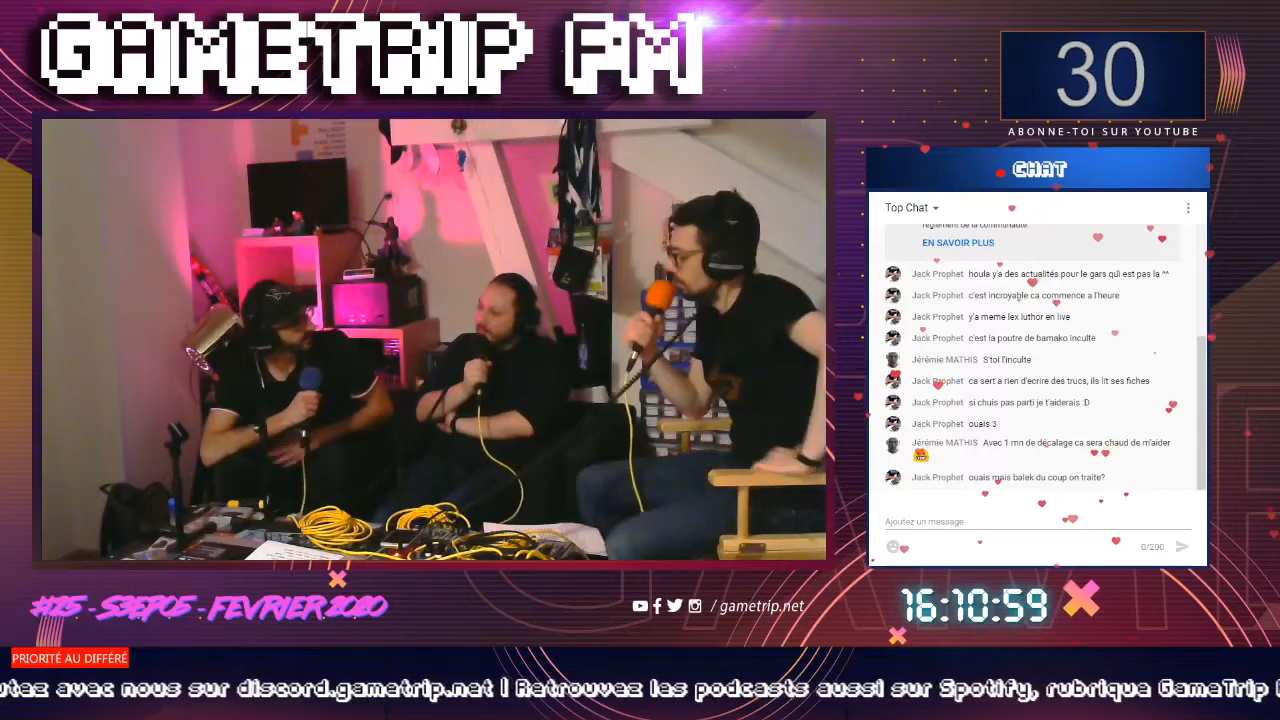 GAMETRIP FM
30
ABONNE-TOI SUR YOUTUBE
CHAT
Top Chat
règlement de la communauté.
EN SAVOIR PLUS
Jack Prophet houla y'a des actualités pour le gars qui est pas la ^^
Jack Prophet c'est incroyable ca commence a l'heure
Jack Prophet y'a meme lex luthor en live
Jack Prophet c'est la poutre de bamako inculte
Jérémie MATHIS S'toi l'inculte
Jack Prophet ca sert a rien d'ecrire des trucs, ils lit ses fiches
Jack Prophet si chuis pas parti je t'aiderais :D
Jack Prophet ouais 3
Jérémie MATHIS Avec 1 mn de décalage ca sera chaud de m'aider
Jack Prophet ouais mais balek du coup on traite?
Ajoutez un message
0/200
#25 - S3EP05 - FEVRIER 2020
/ gametrip.net
16:10:59
PRIORITÉ AU DIFFÉRÉ
utez avec nous sur discord.gametrip.net | Retrouvez les podcasts aussi sur Spotify, rubrique GameTrip